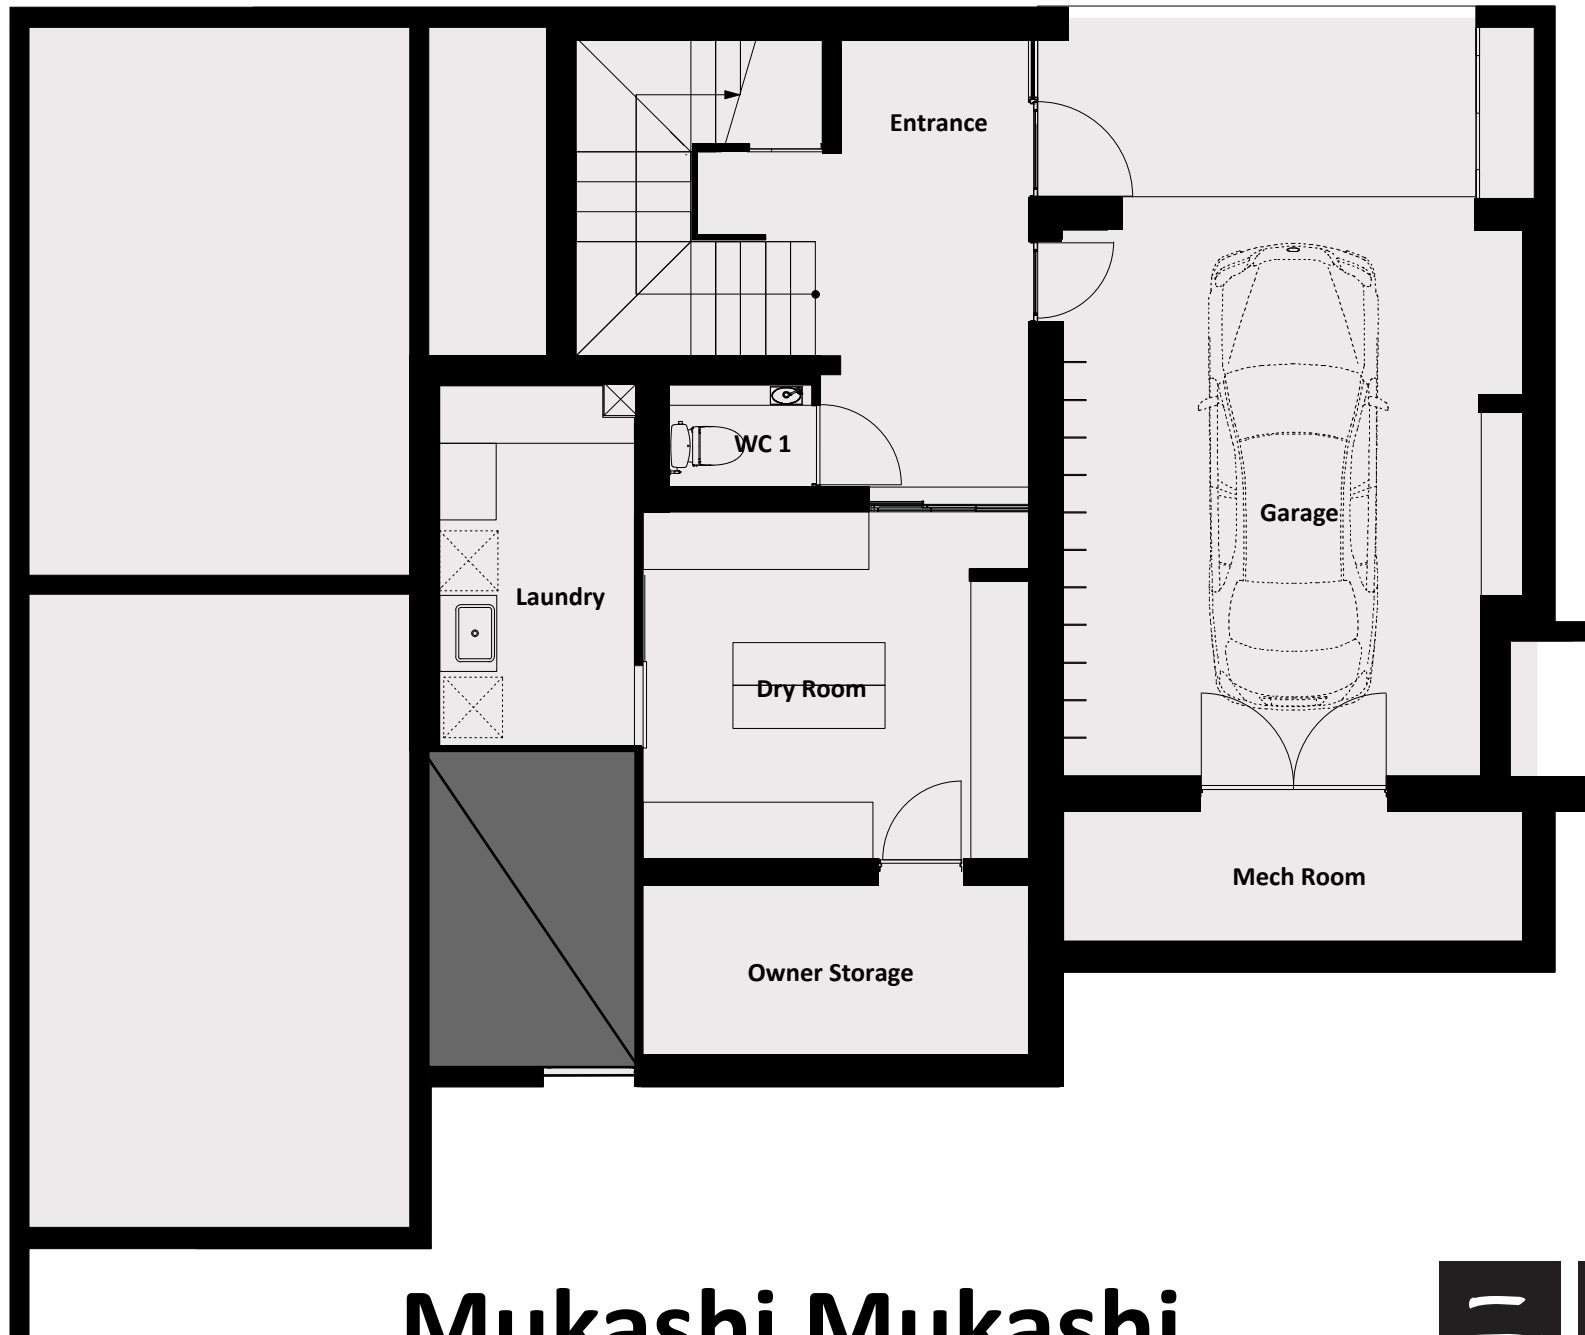 Entrance
WC 1
Garage
Laundry
Dry Room
Mech Room
Owner Storage
Mukashi Mukashi